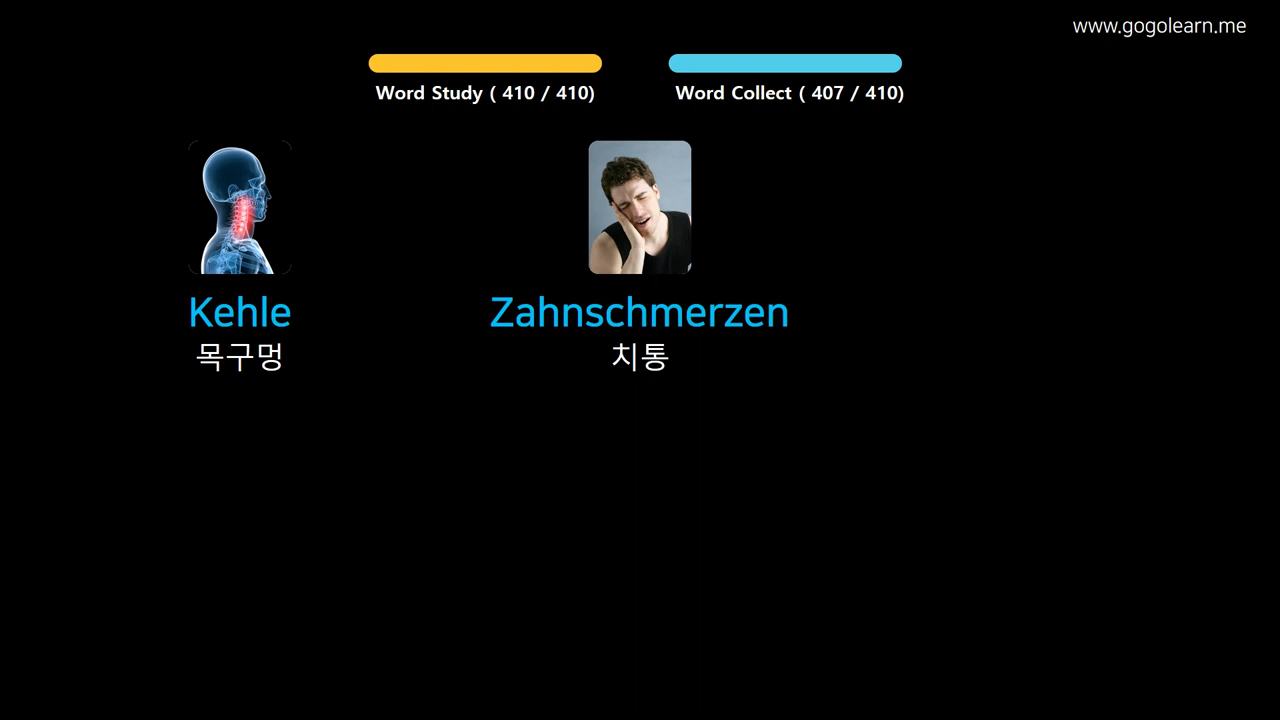 www.gogolearn.me
Word Study ( 410 / 410)
Word Collect ( 407 / 410)
Kehle
목구멍
Zahnschmerzen
치통